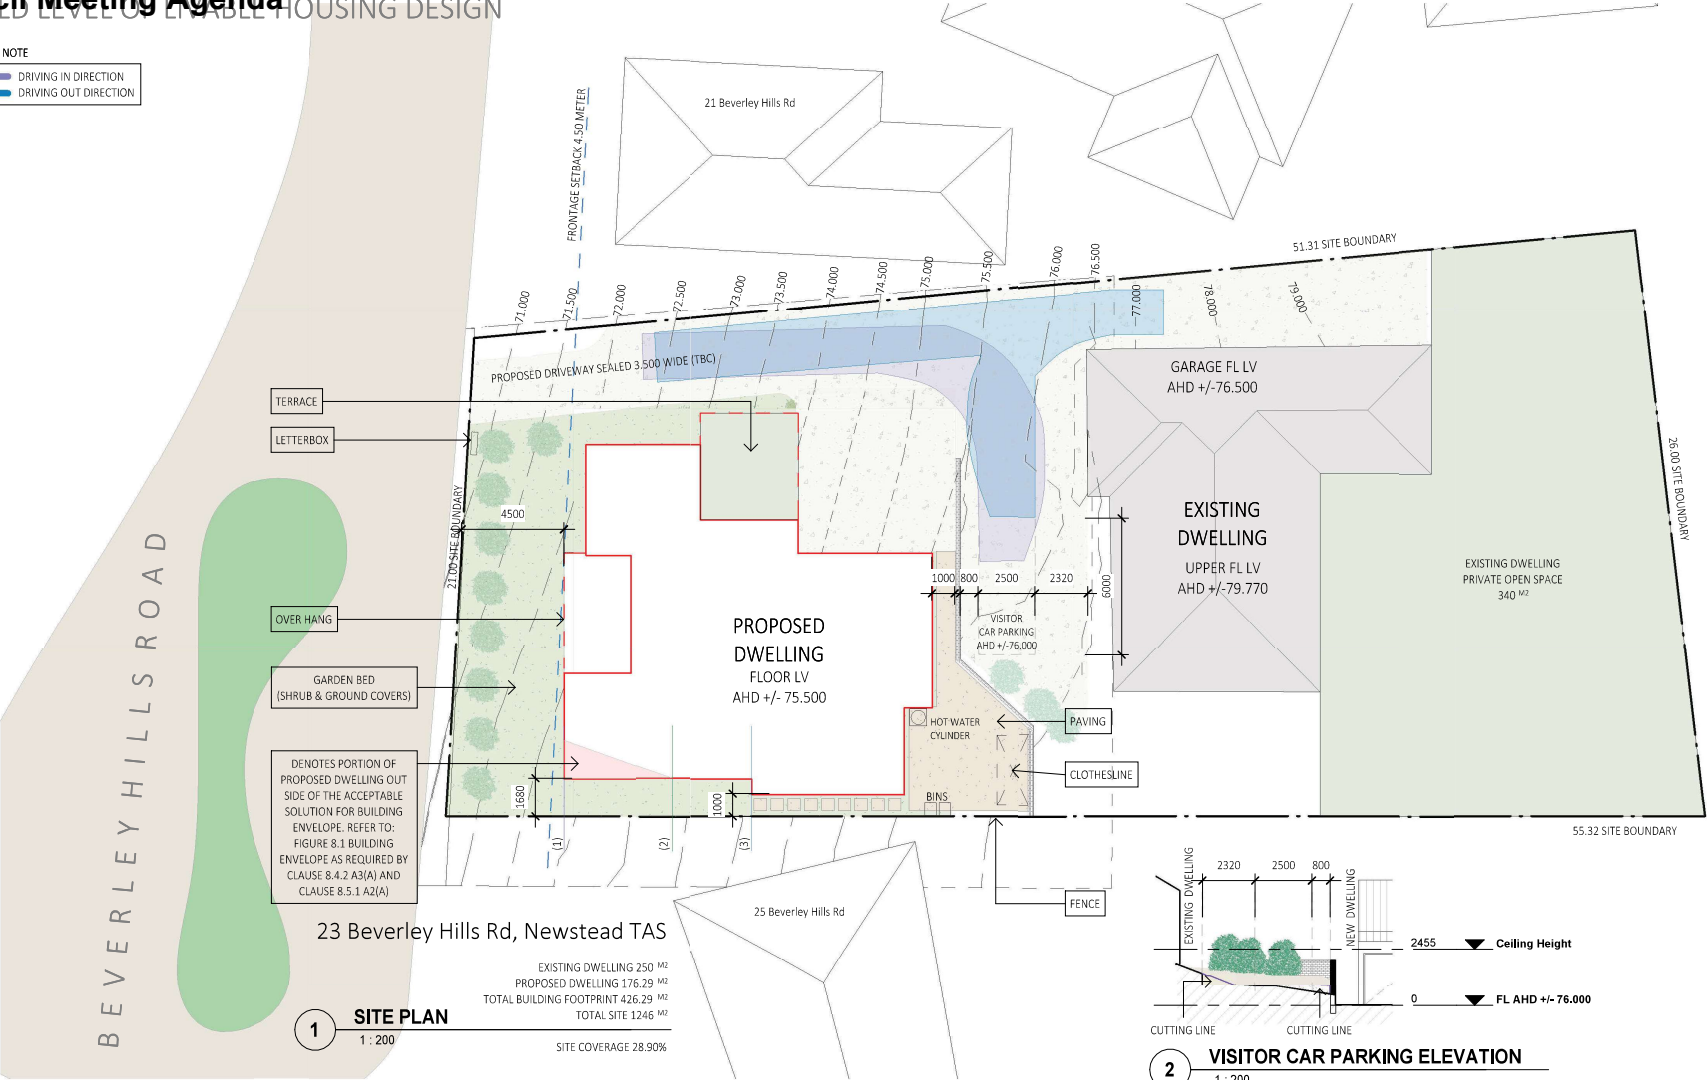 cil Meeting Agenda
ED LEVEL OF LIVABLE HOUSING DESIGN
NOTE
DRIVING IN DIRECTION
DRIVING OUT DIRECTION
FRONTAGE SETBACK 4.50 METER
21 Beverley Hills Rd
51.31 SITE BOUNDARY
71.000
71.500
72.000
72.500
73.000
73.500
74.000
74.500
75.000
75.500
76.000
76.500
77.000
78.000
79.000
PROPOSED DRIVEWAY SEALED 3.500 WIDE (TBC)
GARAGE FL LV
AHD +/-76.500
TERRACE
LETTERBOX
21.00 SITE BOUNDARY
4500
26.00 SITE BOUNDARY
EXISTING
DWELLING
UPPER FL LV
AHD +/-79.770
EXISTING DWELLING
PRIVATE OPEN SPACE
340 M2
1000
800
2500
2320
6000
OVER HANG
VISITOR
CAR PARKING
AHD +/-76.000
PROPOSED
DWELLING
FLOOR LV
AHD +/- 75.500
GARDEN BED
(SHRUB & GROUND COVERS)
HOT WATER
CYLINDER
PAVING
CLOTHESLINE
BINS
DENOTES PORTION OF
PROPOSED DWELLING OUT
SIDE OF THE ACCEPTABLE
SOLUTION FOR BUILDING
ENVELOPE. REFER TO:
FIGURE 8.1 BUILDING
ENVELOPE AS REQUIRED BY
CLAUSE 8.4.2 A3(A) AND
CLAUSE 8.5.1 A2(A)
1680
1000
(1)
(2)
(3)
55.32 SITE BOUNDARY
FENCE
25 Beverley Hills Rd
BEVERLEY HILLS ROAD
23 Beverley Hills Rd, Newstead TAS
EXISTING DWELLING 250 M2
PROPOSED DWELLING 176.29 M2
TOTAL BUILDING FOOTPRINT 426.29 M2
TOTAL SITE 1246 M2
SITE COVERAGE 28.90%
1
SITE PLAN
1 : 200
EXISTING DWELLING
2320
2500
800
NEW DWELLING
2455
Ceiling Height
0
FL AHD +/- 76.000
CUTTING LINE
CUTTING LINE
2
VISITOR CAR PARKING ELEVATION
1 : 200